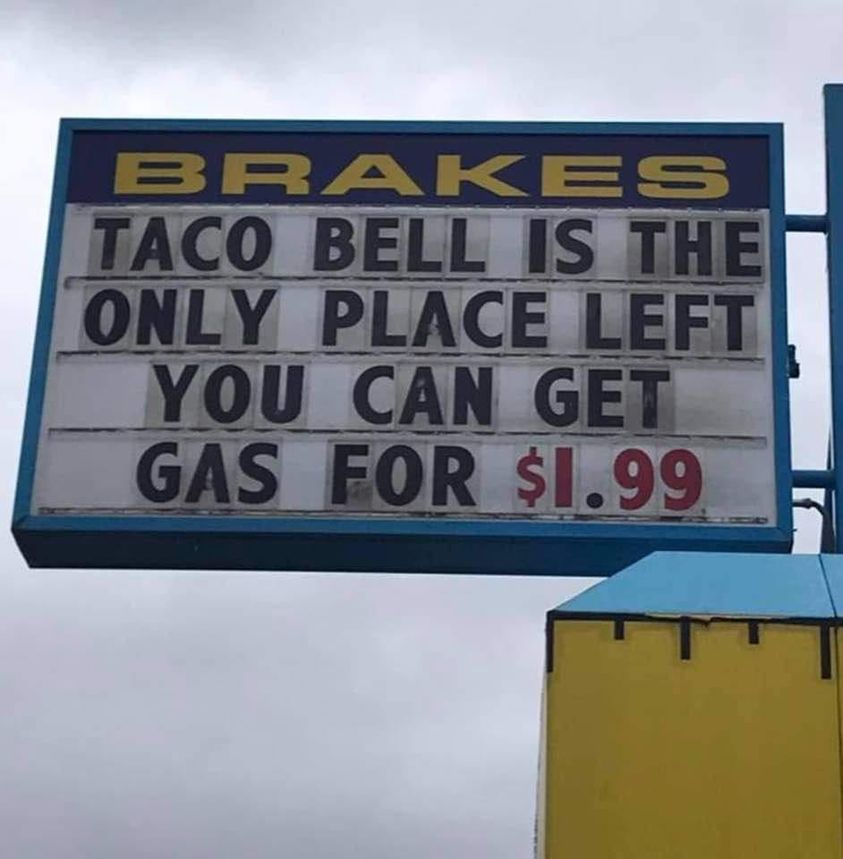 BRAKES
TACO BELL IS THE
ONLY PLACE LEFT
YOU CAN GET
GAS FOR $1.99